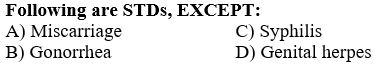 Following are STDs, EXCEPT:
A) Miscarriage C) Syphilis
B) Gonorrhea D) Genital herpes